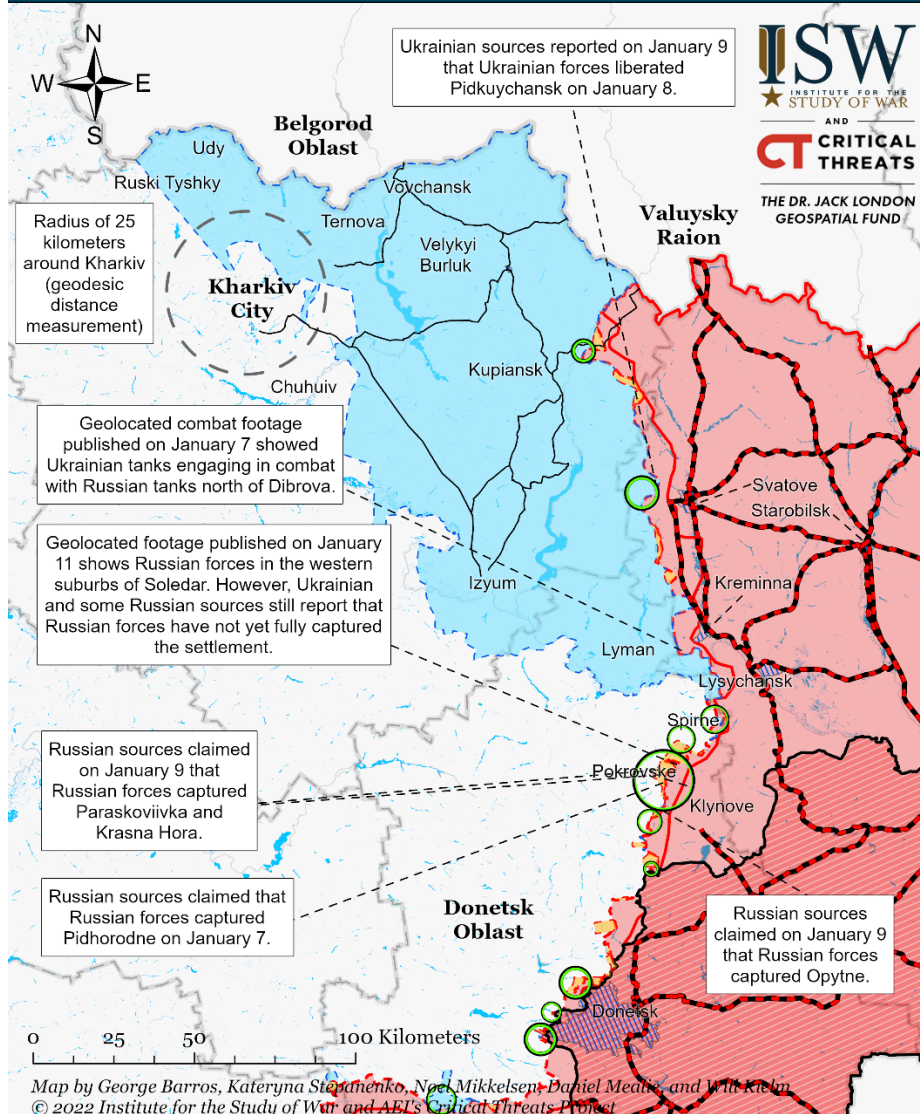 N
W E
S
Ukrainian sources reported on January 9
that Ukrainian forces liberated
Pidkuychansk on January 8.
ISW
INSTITUTE FOR THE
STUDY OF WAR
AND
CT CRITICAL
THREATS
THE DR. JACK LONDON
GEOSPATIAL FUND
Belgorod
Oblast
Udy
Ruski Tyshky
Vovchansk
Ternova
Valuysky
Raion
Radius of 25
kilometers
around Kharkiv
(geodesic
distance
measurement)
Velykyi
Burluk
Kharkiv
City
Kupiansk
Chuhuiv
Geolocated combat footage
published on January 7 showed
Ukrainian tanks engaging in combat
with Russian tanks north of Dibrova.
Svatove
Starobilsk
Geolocated footage published on January
11 shows Russian forces in the western
suburbs of Soledar. However, Ukrainian
and some Russian sources still report that
Russian forces have not yet fully captured
the settlement.
Izyum
Kreminna
Lyman
Lysychansk
Spirne
Russian sources claimed
on January 9 that
Russian forces captured
Paraskoviivka and
Krasna Hora.
Pokrovske
Klynove
Russian sources claimed that
Russian forces captured
Pidhorodne on January 7.
Donetsk
Oblast
Russian sources
claimed on January 9
that Russian forces
captured Opytne.
Donetsk
0 25 50 100 Kilometers
Map by George Barros, Kateryna Stepanenko, Noel Mikkelsen, Daniel Mealie, and Will Kielm
© 2022 Institute for the Study of War and AEI's Critical Threats Project